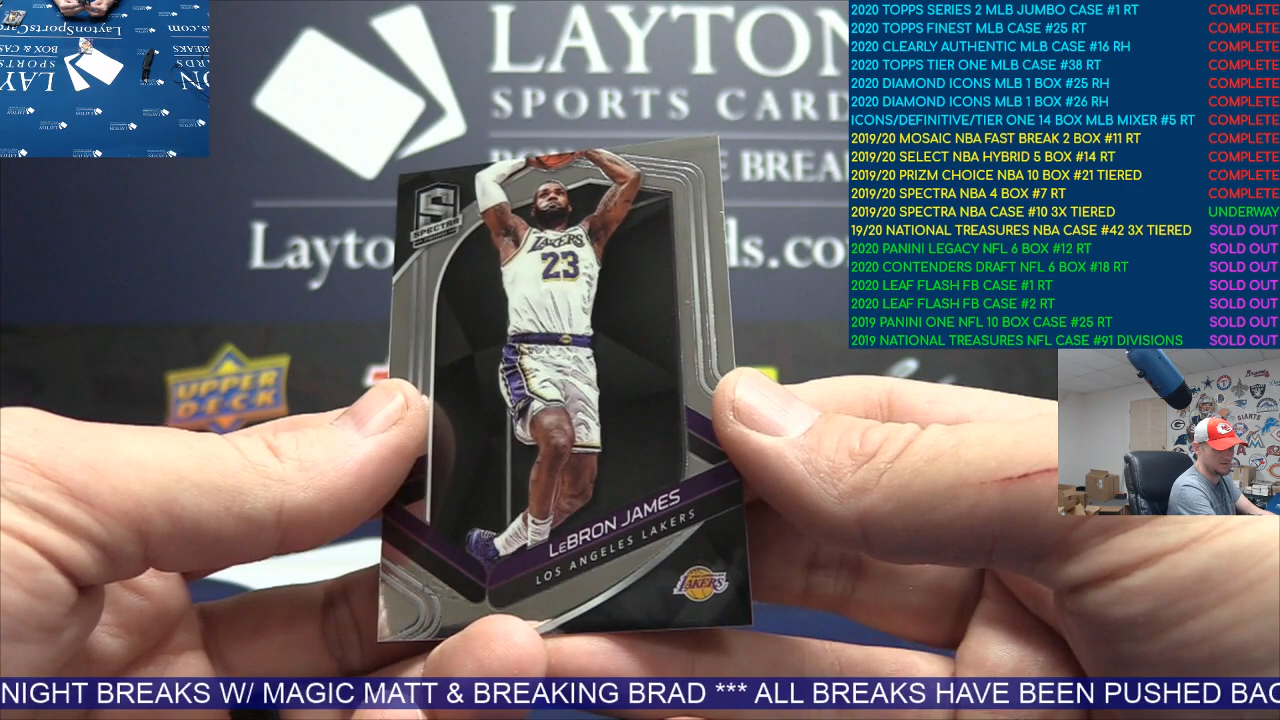 LAYTON
SPORTS CARD
BREAKS
Layto
ds.com
UPPER
DECK
S
SPECTRA
LAKERS
23
LeBRON JAMES
LOS ANGELES LAKERS
LAKERS
2020 TOPPS SERIES 2 MLB JUMBO CASE #1 RT COMPLETE
2020 TOPPS FINEST MLB CASE #25 RT COMPLETE
2020 CLEARLY AUTHENTIC MLB CASE #16 RH COMPLETE
2020 TOPPS TIER ONE MLB CASE #38 RT COMPLETE
2020 DIAMOND ICONS MLB 1 BOX #25 RH COMPLETE
2020 DIAMOND ICONS MLB 1 BOX #26 RH COMPLETE
ICONS/DEFINITIVE/TIER ONE 14 BOX MLB MIXER #5 RT COMPLETE
2019/20 MOSAIC NBA FAST BREAK 2 BOX #11 RT COMPLETE
2019/20 SELECT NBA HYBRID 5 BOX #14 RT COMPLETE
2019/20 PRIZM CHOICE NBA 10 BOX #21 TIERED COMPLETE
2019/20 SPECTRA NBA 4 BOX #7 RT COMPLETE
2019/20 SPECTRA NBA CASE #10 3X TIERED UNDERWAY
19/20 NATIONAL TREASURES NBA CASE #42 3X TIERED SOLD OUT
2020 PANINI LEGACY NFL 6 BOX #12 RT SOLD OUT
2020 CONTENDERS DRAFT NFL 6 BOX #18 RT SOLD OUT
2020 LEAF FLASH FB CASE #1 RT SOLD OUT
2020 LEAF FLASH FB CASE #2 RT SOLD OUT
2019 PANINI ONE NFL 10 BOX CASE #25 RT SOLD OUT
2019 NATIONAL TREASURES NFL CASE #91 DIVISIONS SOLD OUT
GIANTS
NIGHT BREAKS W/ MAGIC MATT & BREAKING BRAD *** ALL BREAKS HAVE BEEN PUSHED BAC